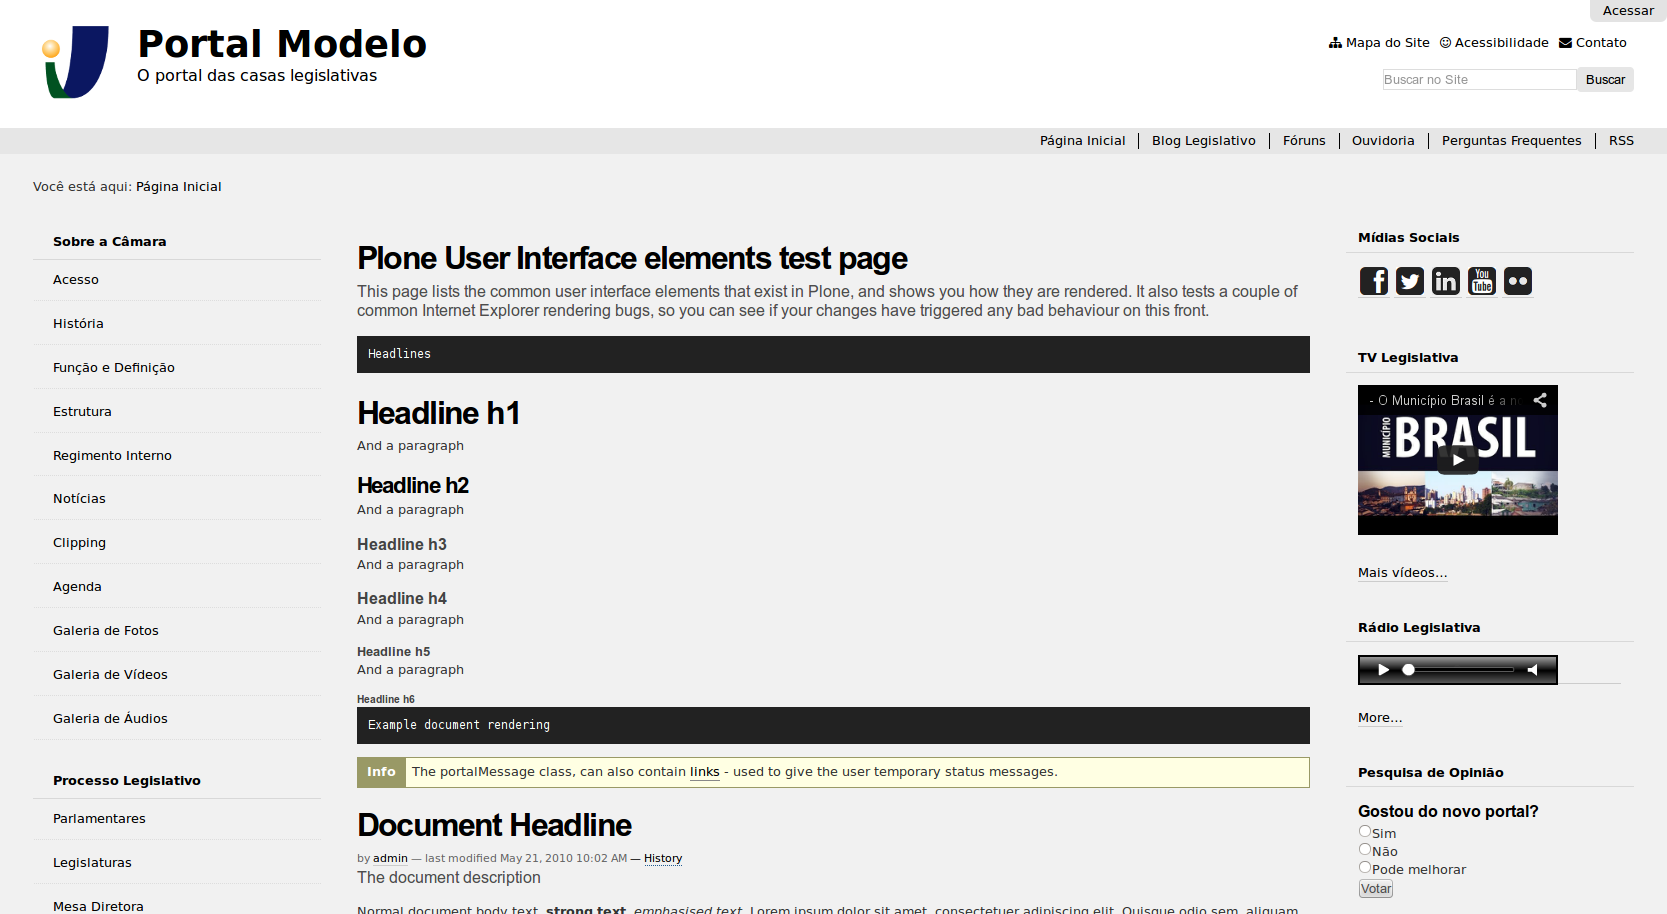 Acessar
Portal Modelo
O portal das casas legislativas
Mapa do Site Acessibilidade Contato
Buscar no Site Buscar
Página Inicial Blog Legislativo Fóruns Ouvidoria Perguntas Frequentes RSS
Você está aqui: Página Inicial
Sobre a Câmara
Acesso
História
Função e Definição
Estrutura
Regimento Interno
Notícias
Clipping
Agenda
Galeria de Fotos
Galeria de Vídeos
Galeria de Áudios
Processo Legislativo
Parlamentares
Legislaturas
Mesa Diretora
Plone User Interface elements test page
This page lists the common user interface elements that exist in Plone, and shows you how they are rendered. It also tests a couple of
common Internet Explorer rendering bugs, so you can see if your changes have triggered any bad behaviour on this front.
Headlines
Headline h1
And a paragraph
Headline h2
And a paragraph
Headline h3
And a paragraph
Headline h4
And a paragraph
Headline h5
And a paragraph
Headline h6
Example document rendering
Info The portalMessage class, can also contain links - used to give the user temporary status messages.
Document Headline
by admin — last modified May 21, 2010 10:02 AM — History
The document description
Normal document body text, strong text, emphasised text. Lorem ipsum dolor sit amet, consectetuer adipiscing elit. Quisque odio sem, aliquam
Mídias Sociais
f in You Tube
TV Legislativa
- O Município Brasil é a no
MUNICÍPIO BRASIL
Mais vídeos...
Rádio Legislativa
More...
Pesquisa de Opinião
Gostou do novo portal?
Sim
Não
Pode melhorar
Votar